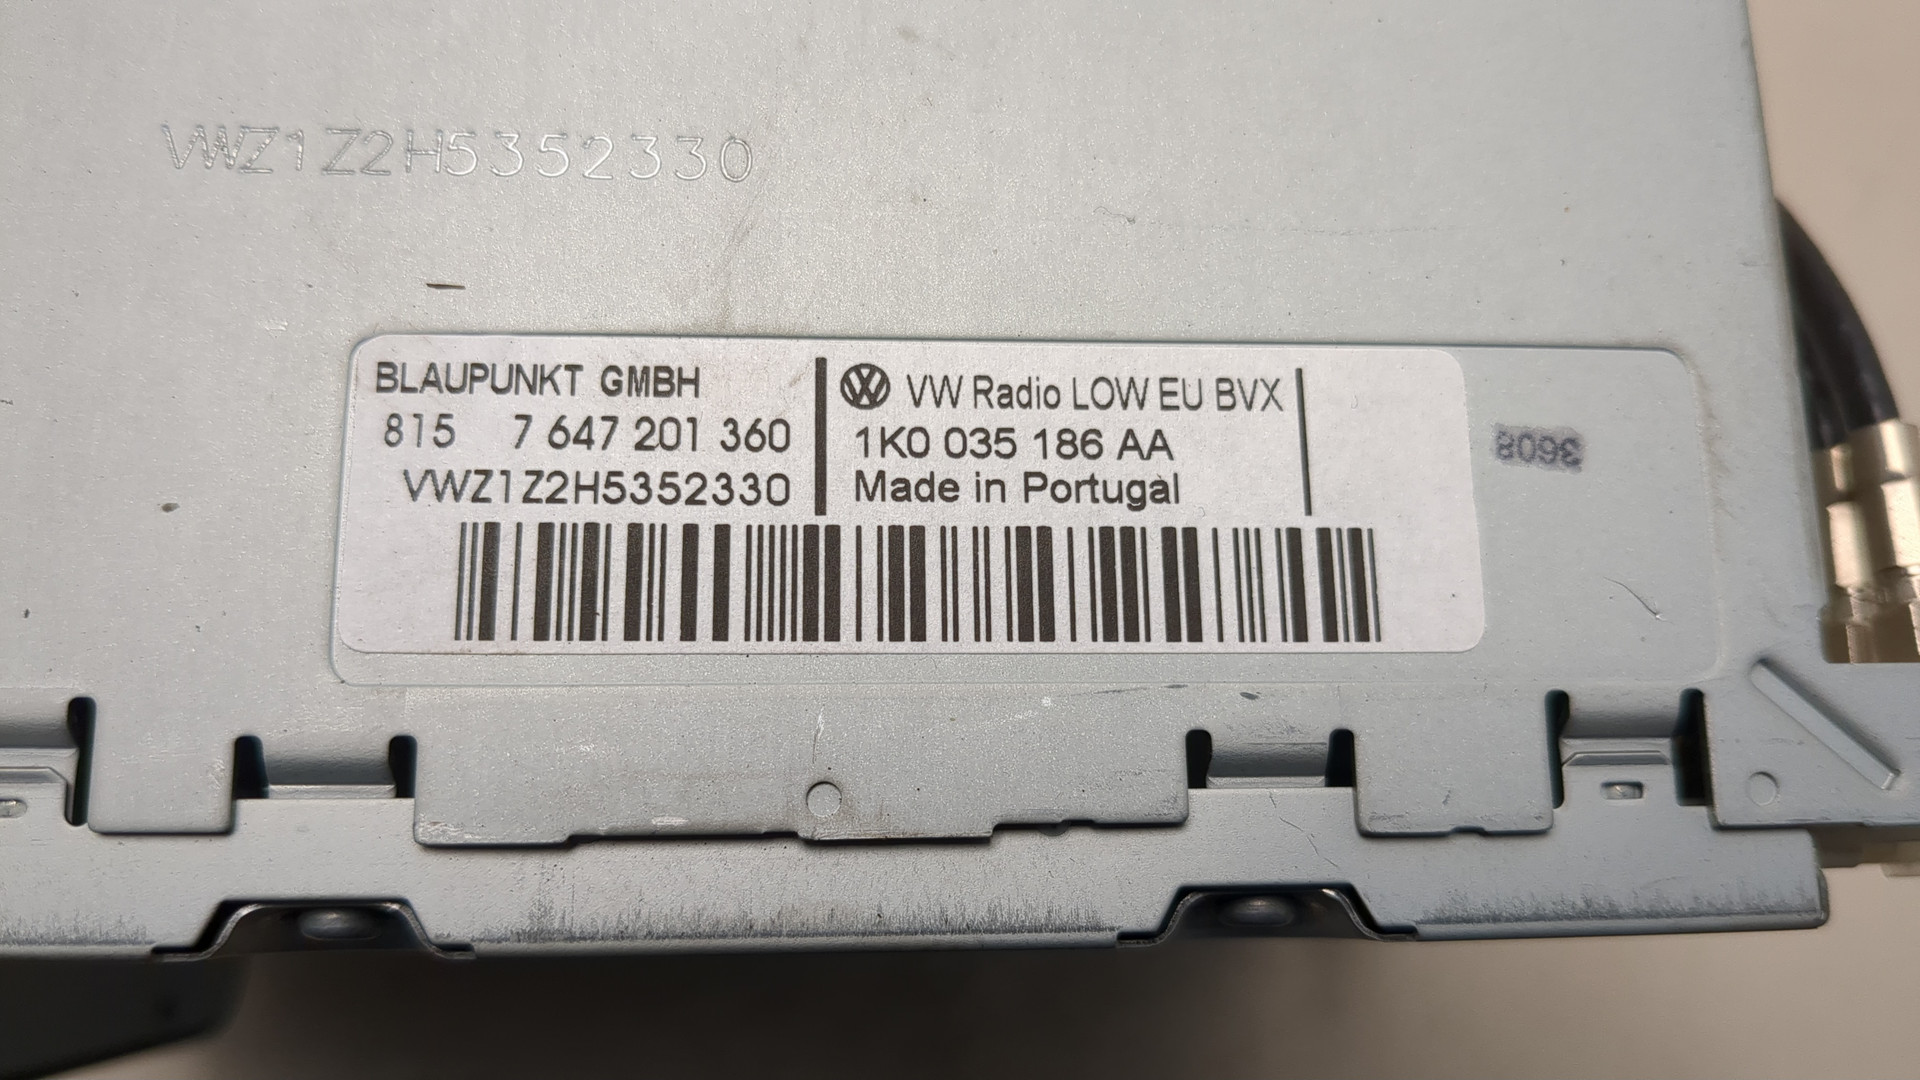 VWZ1Z2H5352330
BLAUPUNKT GMBH
815 7 647 201 360
VWZ1Z2H5352330
VW Radio LOW EU BVX
1K0 035 186 AA
Made in Portugal
3608